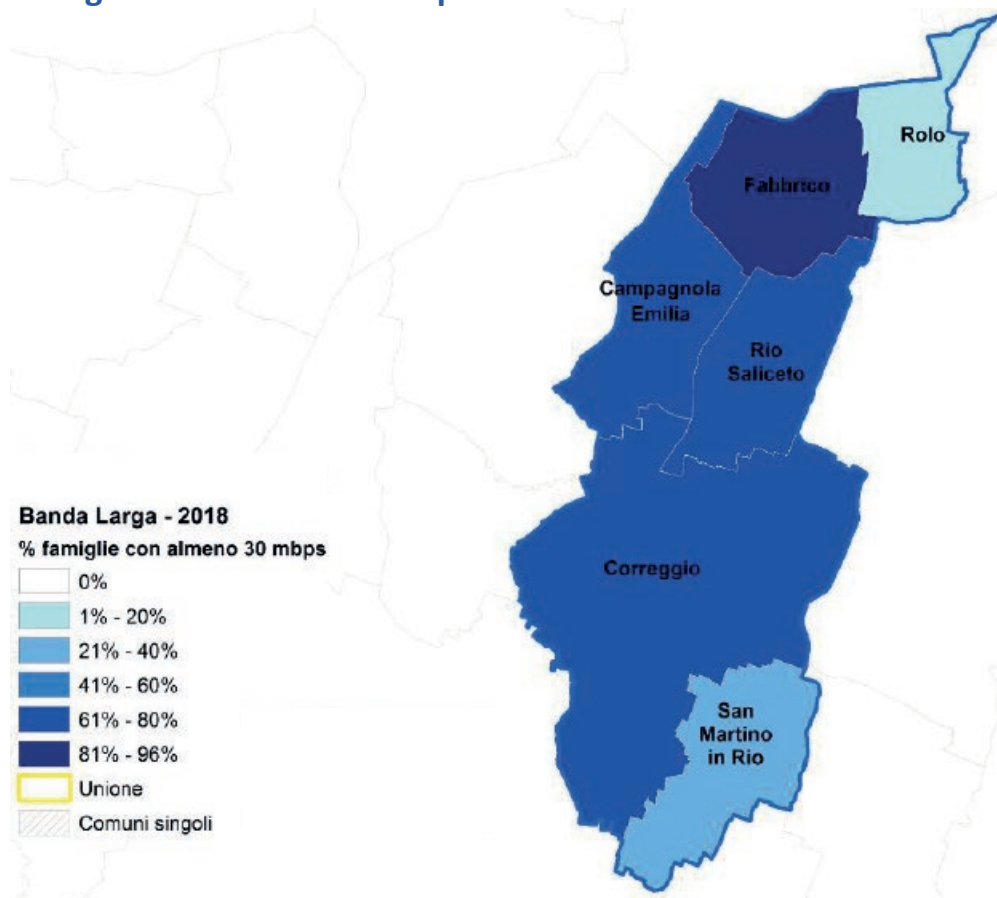 Rolo
Fabbrico
Campagnola
Emilia
Rio
Saliceto
Correggio
San
Martino
in Rio
Banda Larga - 2018
% famiglie con almeno 30 mbps
0%
1% - 20%
21% - 40%
41% - 60%
61% - 80%
81% - 96%
Unione
Comuni singoli